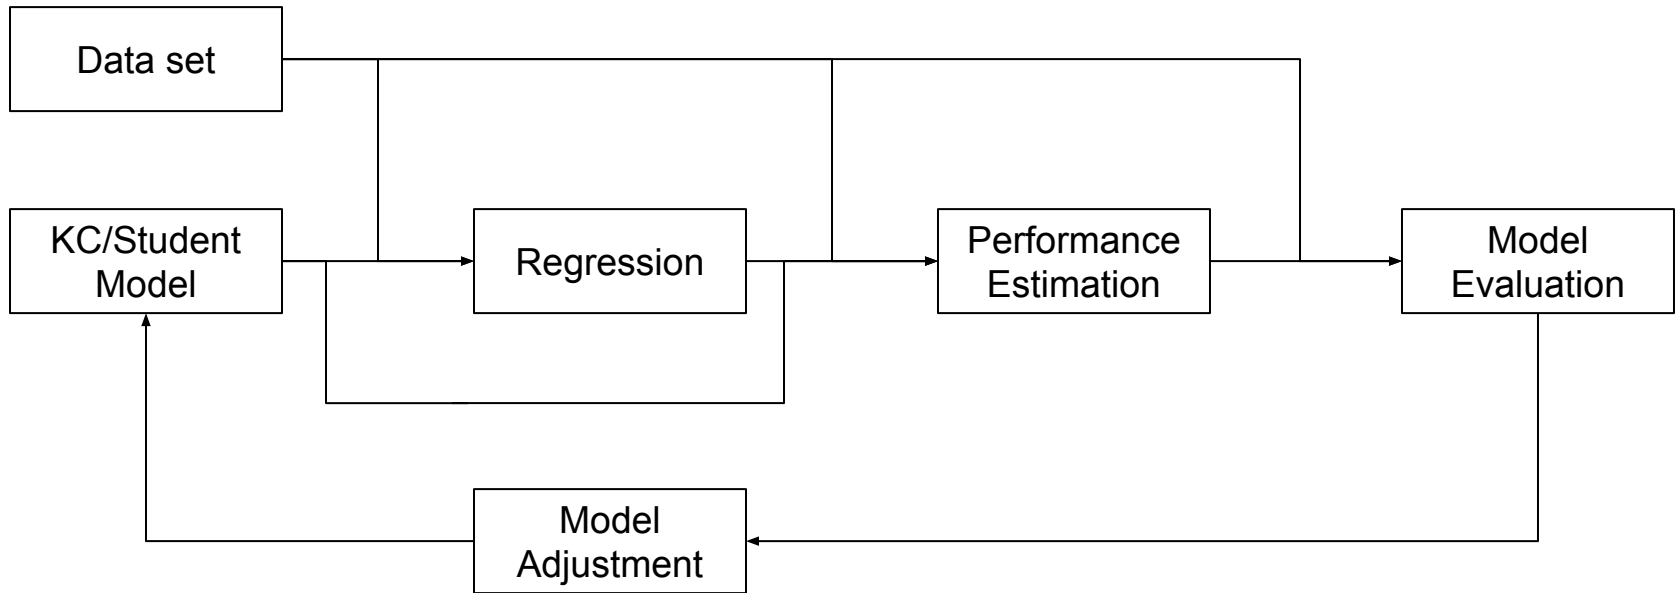 Data set
KC/Student
Model
Regression
Performance
Estimation
Model
Evaluation
Model
Adjustment